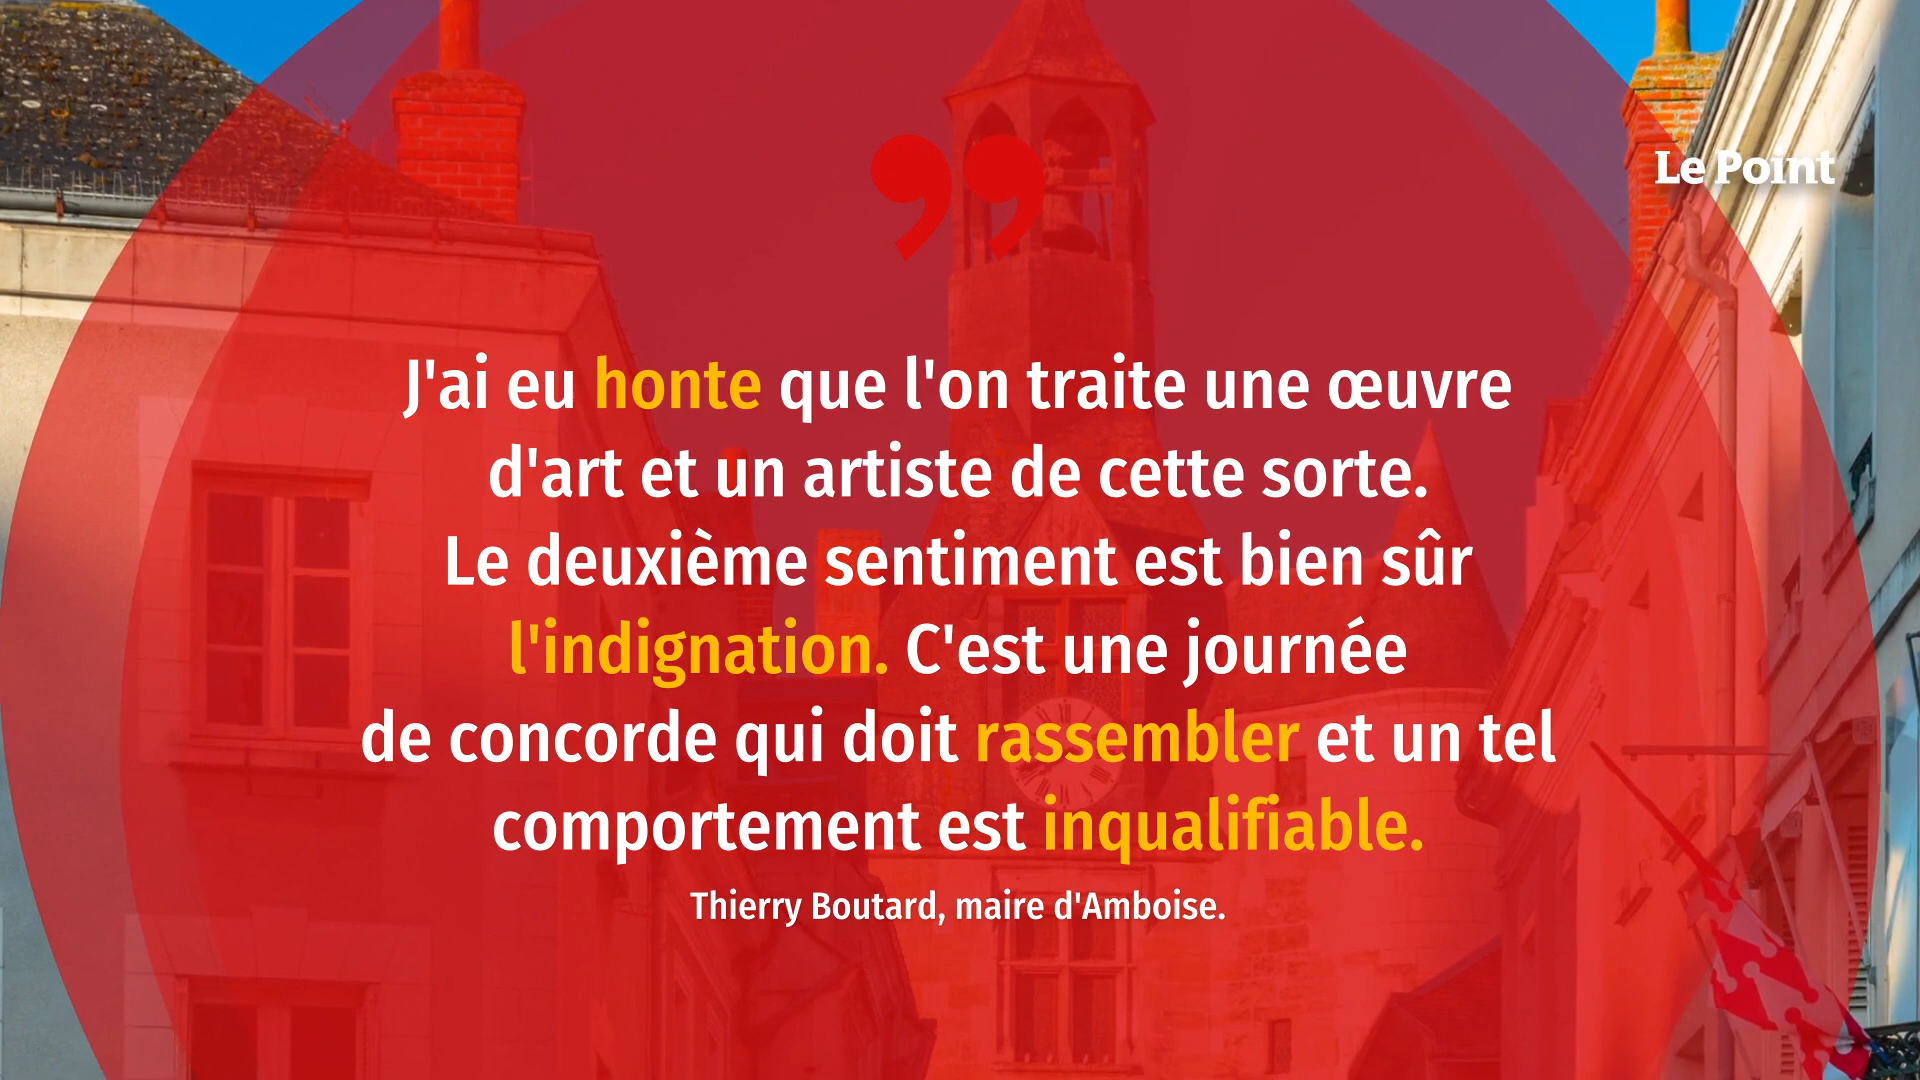 Le Point
J'ai eu honte que l'on traite une œuvre
d'art et un artiste de cette sorte.
Le deuxième sentiment est bien sûr
l'indignation. C'est une journée
de concorde qui doit rassembler et un tel
comportement est inqualifiable.
Thierry Boutard, maire d'Amboise.